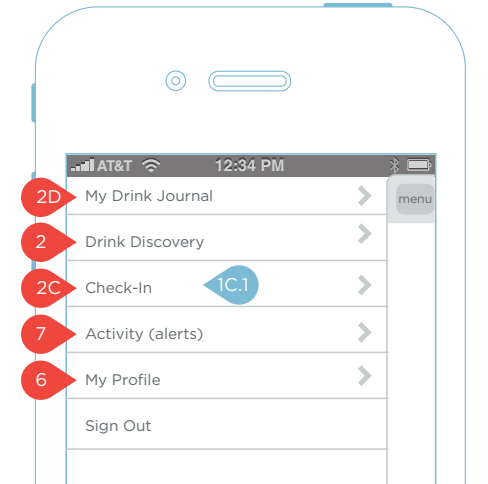 AT&T 12:34 PM
2D My Drink Journal menu
2 Drink Discovery
2C Check-In 1C.1
7 Activity (alerts)
6 My Profile
Sign Out